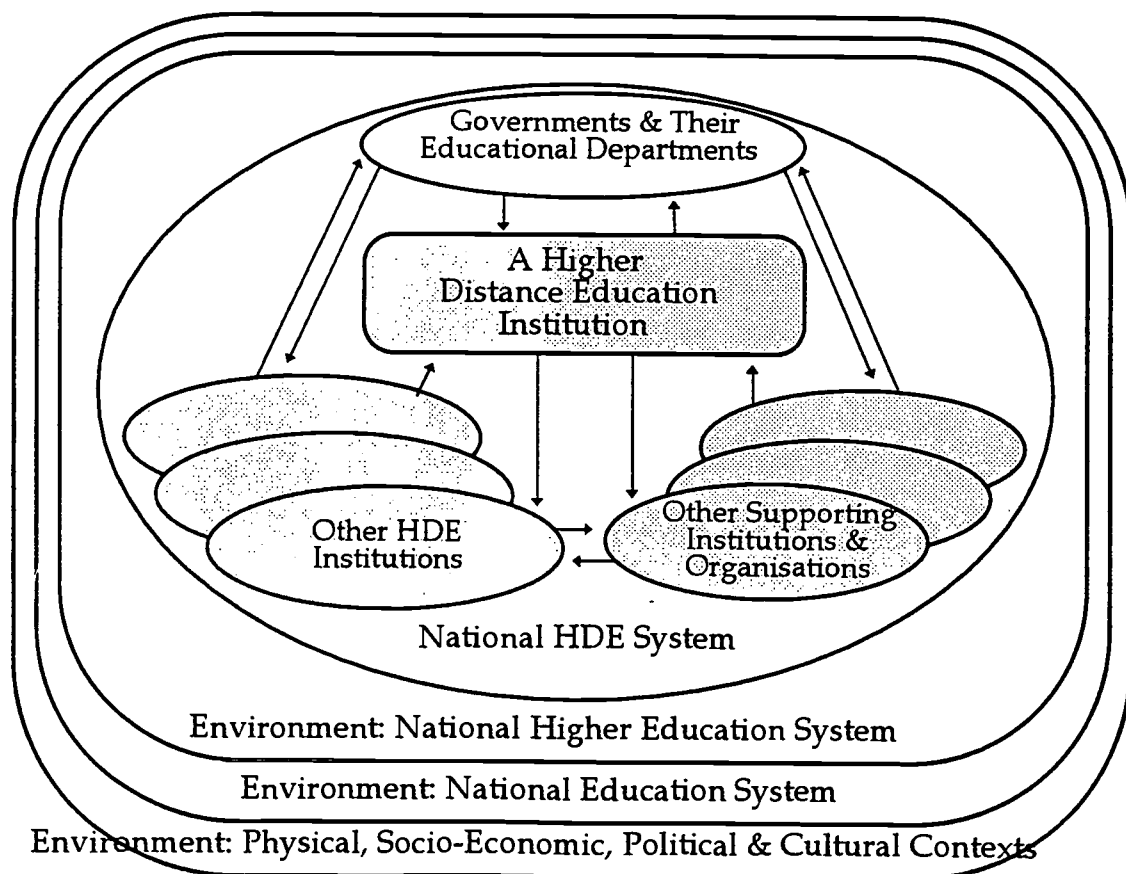 Governments & Their
Educational Departments
A Higher
Distance Education
Institution
Other HDE
Institutions
Other Supporting
Institutions &
Organisations
National HDE System
Environment: National Higher Education System
Environment: National Education System
Environment: Physical, Socio-Economic, Political & Cultural Contexts